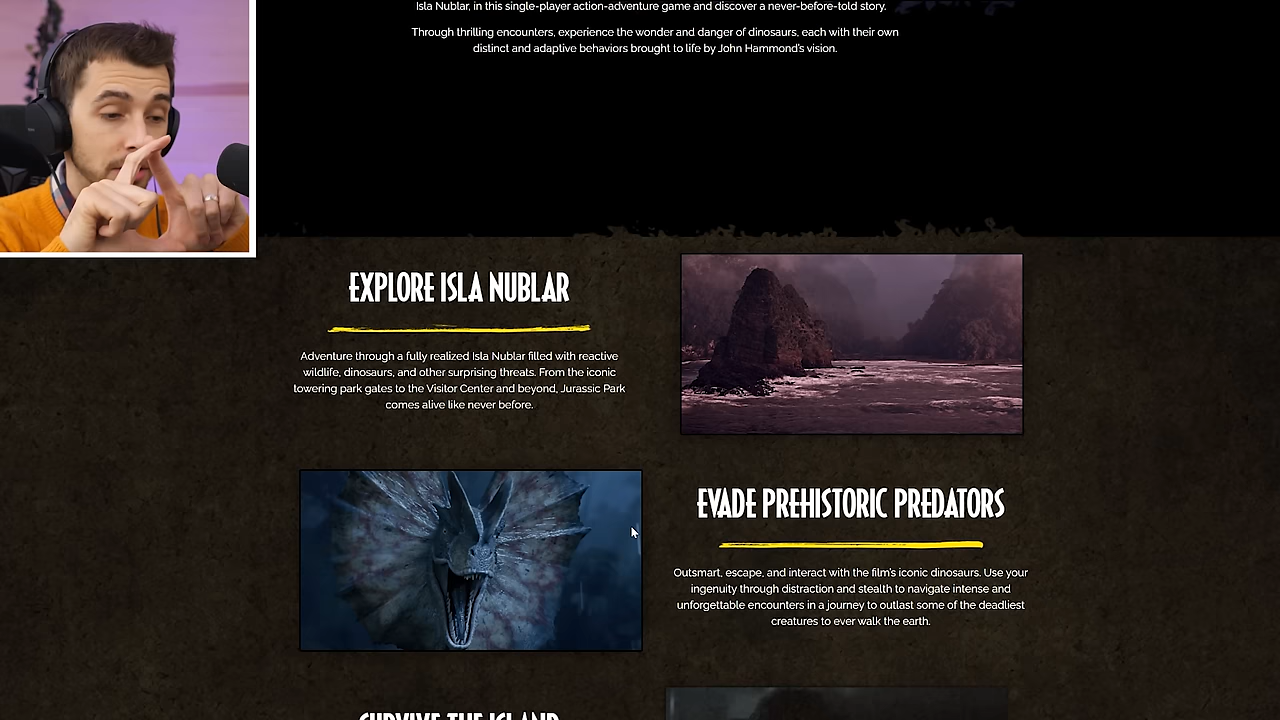 Isla Nublar, in this single-player action-adventure game and discover a never-before-told story.
Through thrilling encounters, experience the wonder and danger of dinosaurs, each with their own
distinct and adaptive behaviors brought to life by John Hammond's vision.
EXPLORE ISLA NUBLAR
Adventure through a fully realized Isla Nublar filled with reactive
wildlife, dinosaurs, and other surprising threats. From the iconic
towering park gates to the Visitor Center and beyond, Jurassic Park
comes alive like never before.
EVADE PREHISTORIC PREDATORS
Outsmart, escape, and interact with the film's iconic dinosaurs. Use your
ingenuity through distraction and stealth to navigate intense and
unforgettable encounters in a journey to outlast some of the deadliest
creatures to ever walk the earth.
SURVIVE THE ISLAND